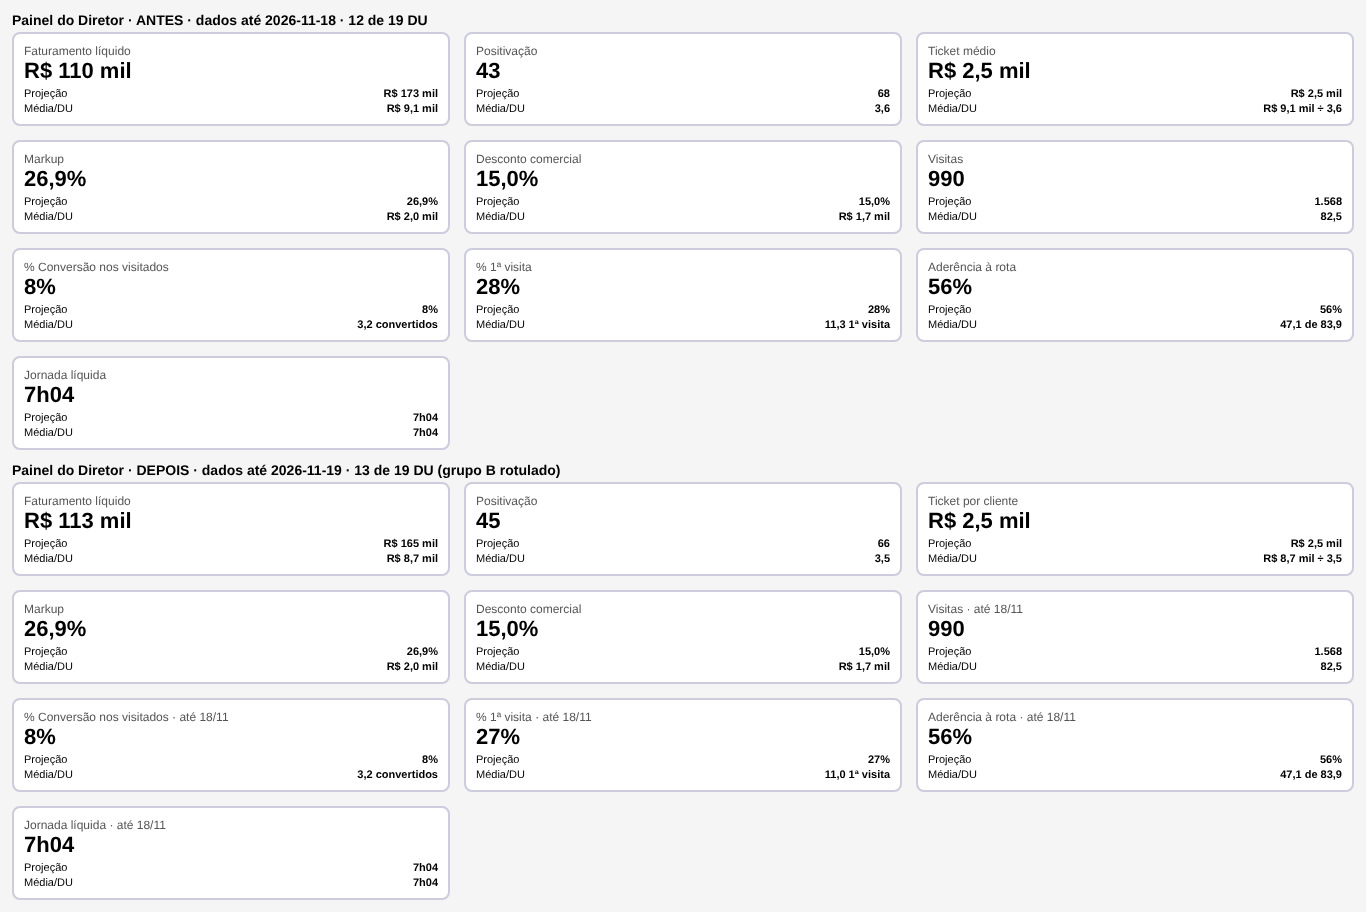 Painel do Diretor · ANTES · dados até 2026-11-18 · 12 de 19 DU
Faturamento líquido
R$ 110 mil
Projeção R$ 173 mil
Média/DU R$ 9,1 mil
Positivação
43
Projeção 68
Média/DU 3,6
Ticket médio
R$ 2,5 mil
Projeção R$ 2,5 mil
Média/DU R$ 9,1 mil ÷ 3,6
Markup
26,9%
Projeção 26,9%
Média/DU R$ 2,0 mil
Desconto comercial
15,0%
Projeção 15,0%
Média/DU R$ 1,7 mil
Visitas
990
Projeção 1.568
Média/DU 82,5
% Conversão nos visitados
8%
Projeção 8%
Média/DU 3,2 convertidos
% 1ª visita
28%
Projeção 28%
Média/DU 11,3 1ª visita
Aderência à rota
56%
Projeção 56%
Média/DU 47,1 de 83,9
Jornada líquida
7h04
Projeção 7h04
Média/DU 7h04
Painel do Diretor · DEPOIS · dados até 2026-11-19 · 13 de 19 DU (grupo B rotulado)
Faturamento líquido
R$ 113 mil
Projeção R$ 165 mil
Média/DU R$ 8,7 mil
Positivação
45
Projeção 66
Média/DU 3,5
Ticket por cliente
R$ 2,5 mil
Projeção R$ 2,5 mil
Média/DU R$ 8,7 mil ÷ 3,5
Markup
26,9%
Projeção 26,9%
Média/DU R$ 2,0 mil
Desconto comercial
15,0%
Projeção 15,0%
Média/DU R$ 1,7 mil
Visitas · até 18/11
990
Projeção 1.568
Média/DU 82,5
% Conversão nos visitados · até 18/11
8%
Projeção 8%
Média/DU 3,2 convertidos
% 1ª visita · até 18/11
27%
Projeção 27%
Média/DU 11,0 1ª visita
Aderência à rota · até 18/11
56%
Projeção 56%
Média/DU 47,1 de 83,9
Jornada líquida · até 18/11
7h04
Projeção 7h04
Média/DU 7h04